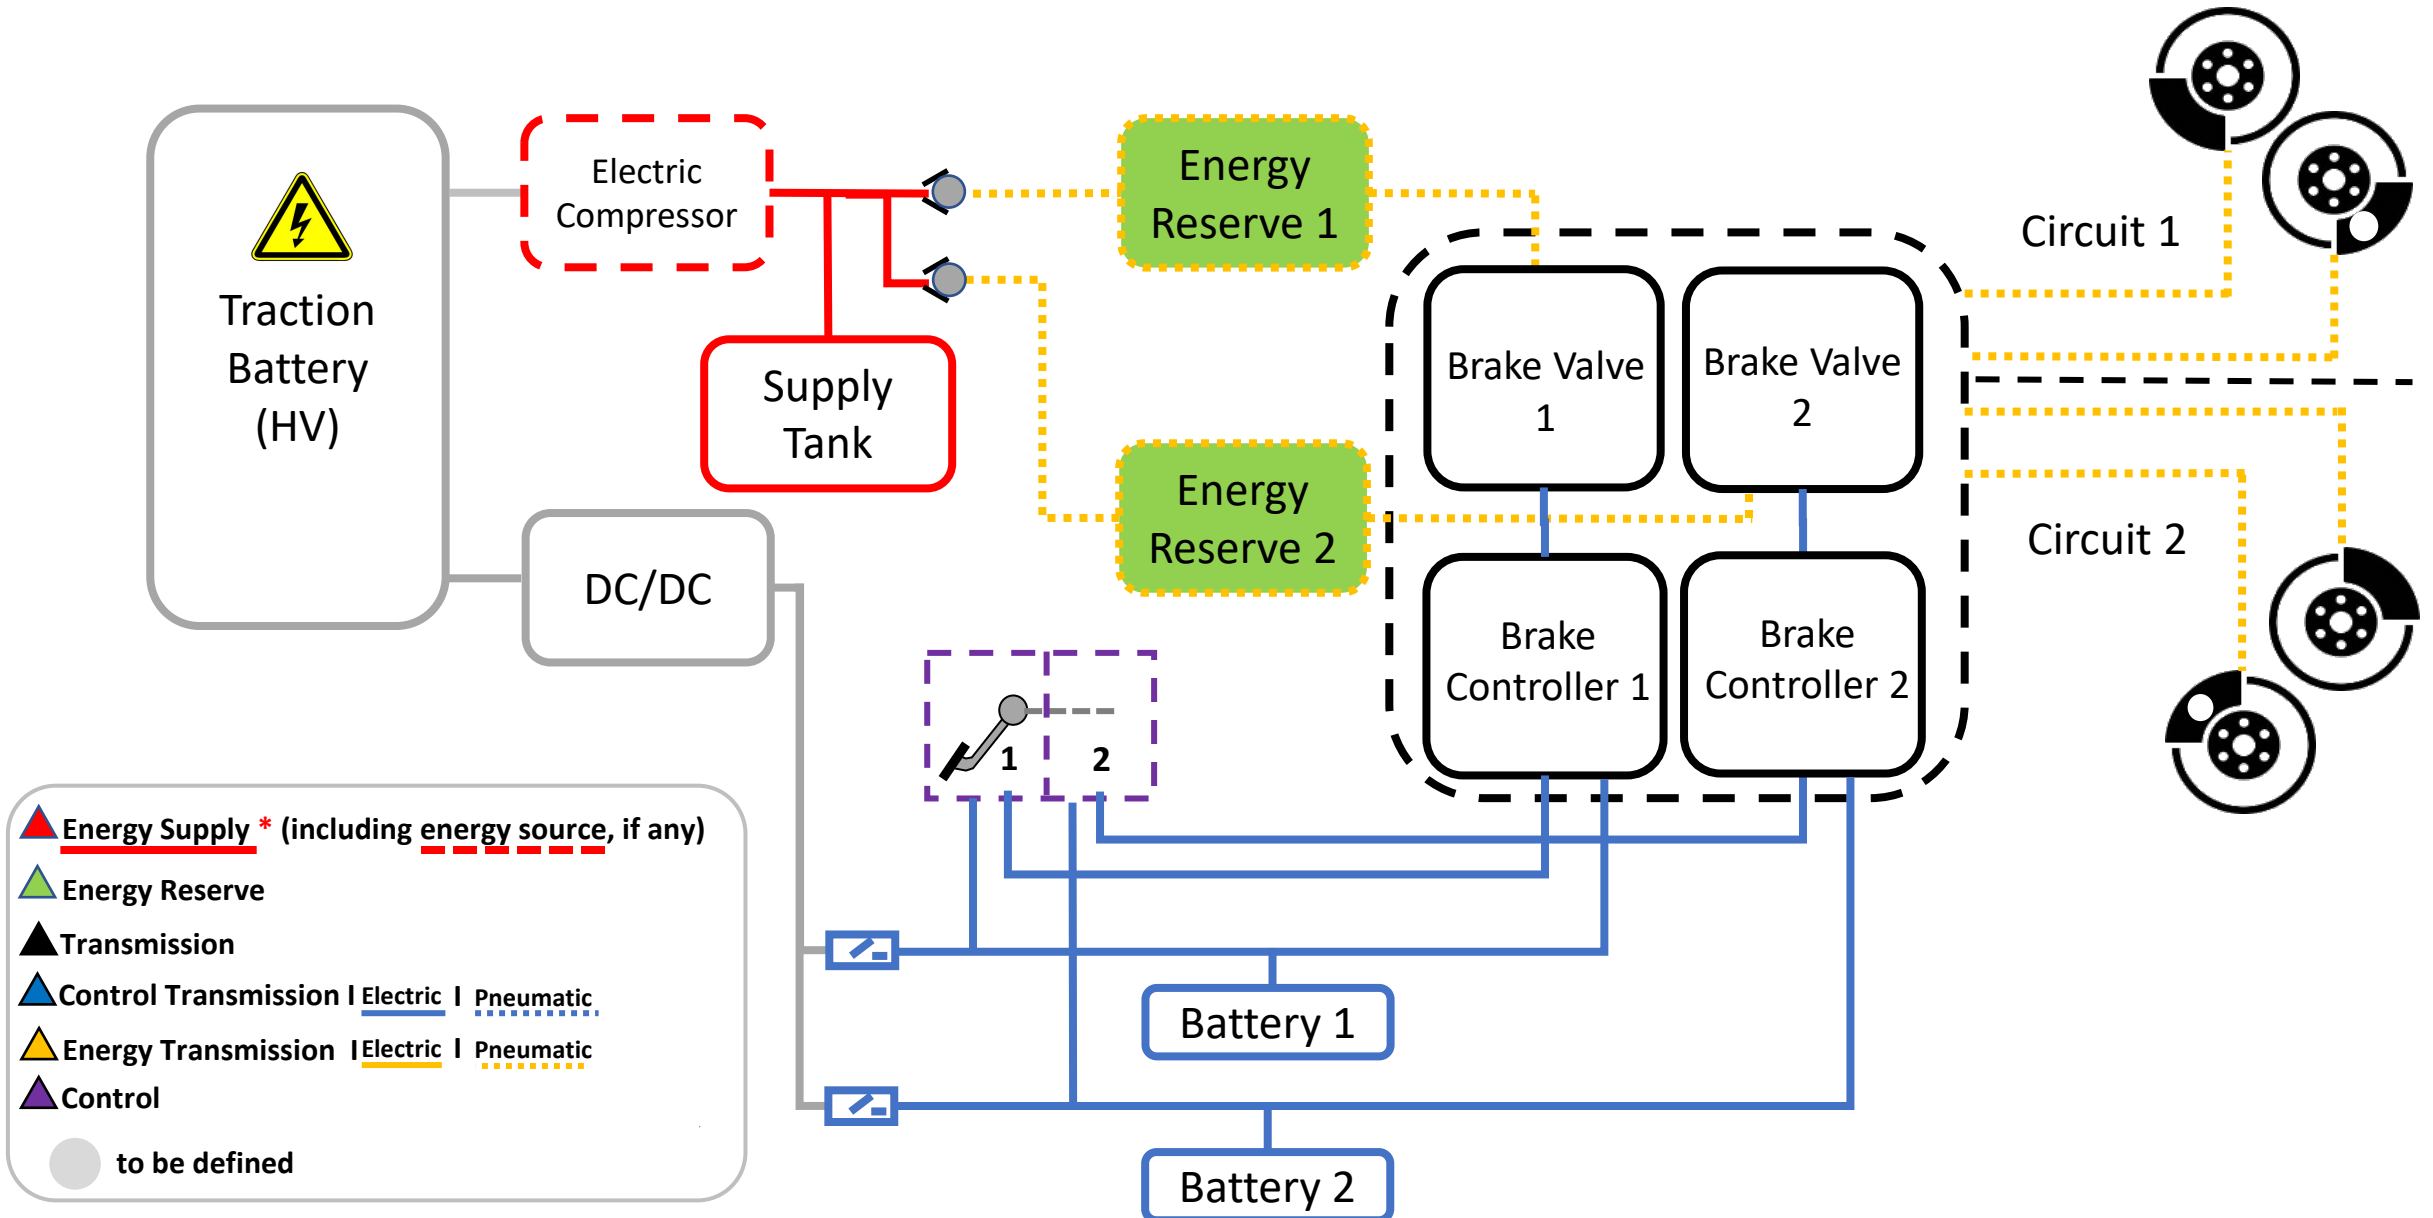 Traction
Battery
(HV)
Electric
Compressor
Supply
Tank
DC/DC
Energy
Reserve 1
Energy
Reserve 2
Brake Valve
1
Brake Valve
2
Brake
Controller 1
Brake
Controller 2
Circuit 1
Circuit 2
1
2
Battery 1
Battery 2
Energy Supply * (including energy source, if any)
Energy Reserve
Transmission
Control Transmission I Electric I Pneumatic
Energy Transmission I Electric I Pneumatic
Control
to be defined